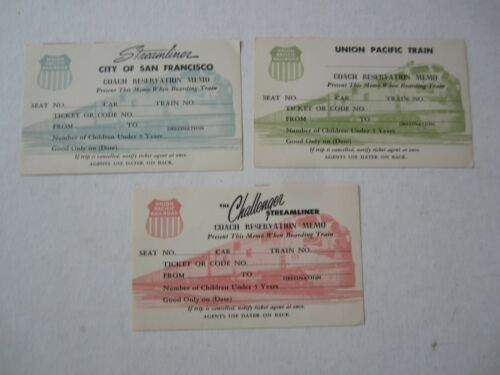 UNION
PACIFIC
RAILROAD
Streamliner
CITY OF SAN FRANCISCO
COACH RESERVATION MEMO
Present This Memo When Boarding Train
SEAT NO. CAR TRAIN NO.
TICKET OR CODE NO.
FROM TO
DESTINATION
Number of Children Under 5 Years
Good Only on (Date)
If trip is cancelled, notify ticket agent at once.
AGENTS USE DATER ON BACK.
UNION
PACIFIC
RAILROAD
UNION PACIFIC TRAIN
COACH RESERVATION MEMO
Present This Memo When Boarding Train
SEAT NO. CAR TRAIN NO.
TICKET OR CODE NO.
FROM TO
DESTINATION
Number of Children Under 5 Years
Good Only on (Date)
If trip is cancelled, notify ticket agent at once.
AGENTS USE DATER ON BACK.
UNION
PACIFIC
RAILROAD
THE Challenger
STREAMLINER
COACH RESERVATION MEMO
Present This Memo When Boarding Train
SEAT NO. CAR TRAIN NO.
TICKET OR CODE NO.
FROM TO
DESTINATION
Number of Children Under 5 Years
Good Only on (Date)
If trip is cancelled, notify ticket agent at once.
AGENTS USE DATER ON BACK.